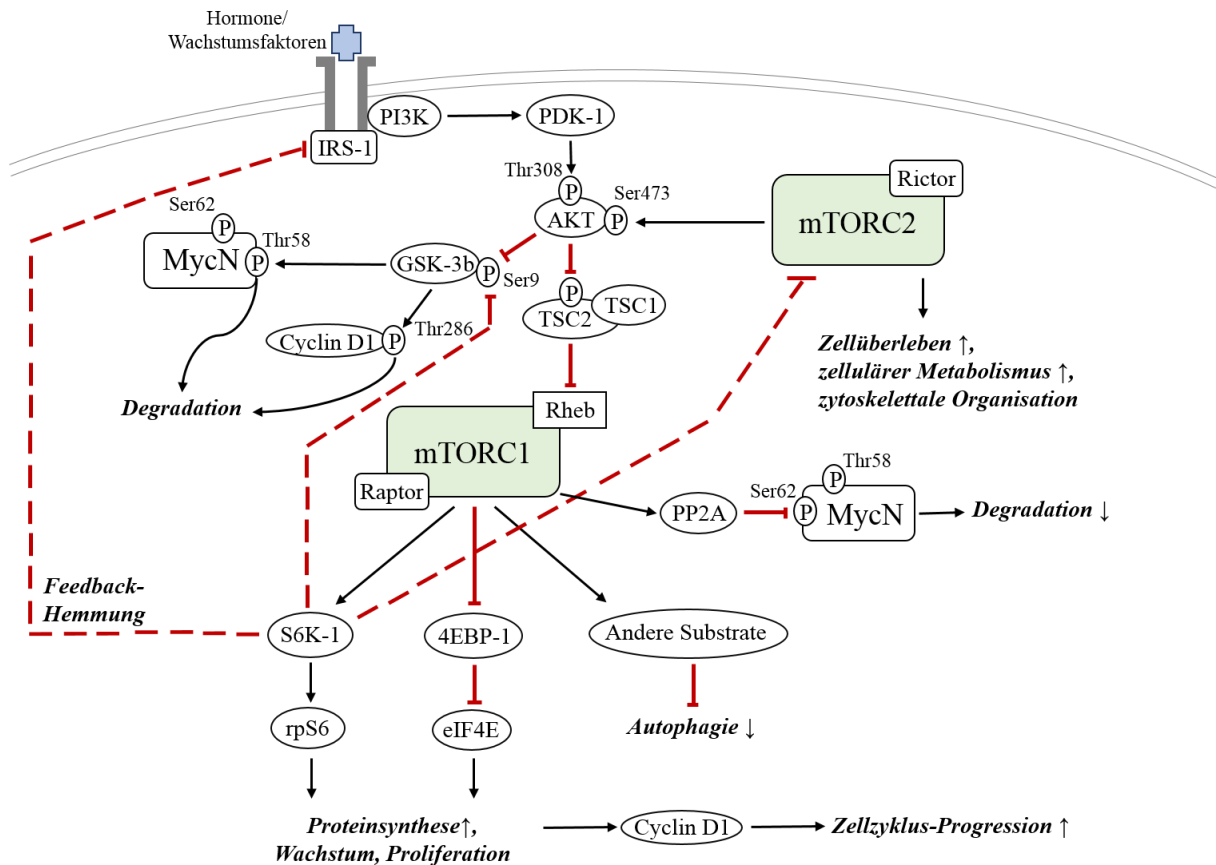 Hormone/
Wachstumsfaktoren
PI3K
PDK-1
IRS-1
Thr308
P
Ser473
AKT
P
Rictor
mTORC2
Ser62
P
Thr58
MycN
P
GSK-3b
P
Ser9
P
TSC2
TSC1
Cyclin D1
P
Thr286
Zellüberleben ↑,
zellulärer Metabolismus ↑,
zytoskelettale Organisation
Degradation
Rheb
mTORC1
Raptor
Thr58
P
Ser62
P
MycN
PP2A
Degradation ↓
Feedback-
Hemmung
S6K-1
4EBP-1
Andere Substrate
rpS6
eIF4E
Autophagie ↓
Proteinsynthese↑,
Wachstum, Proliferation
Cyclin D1
Zellzyklus-Progression ↑